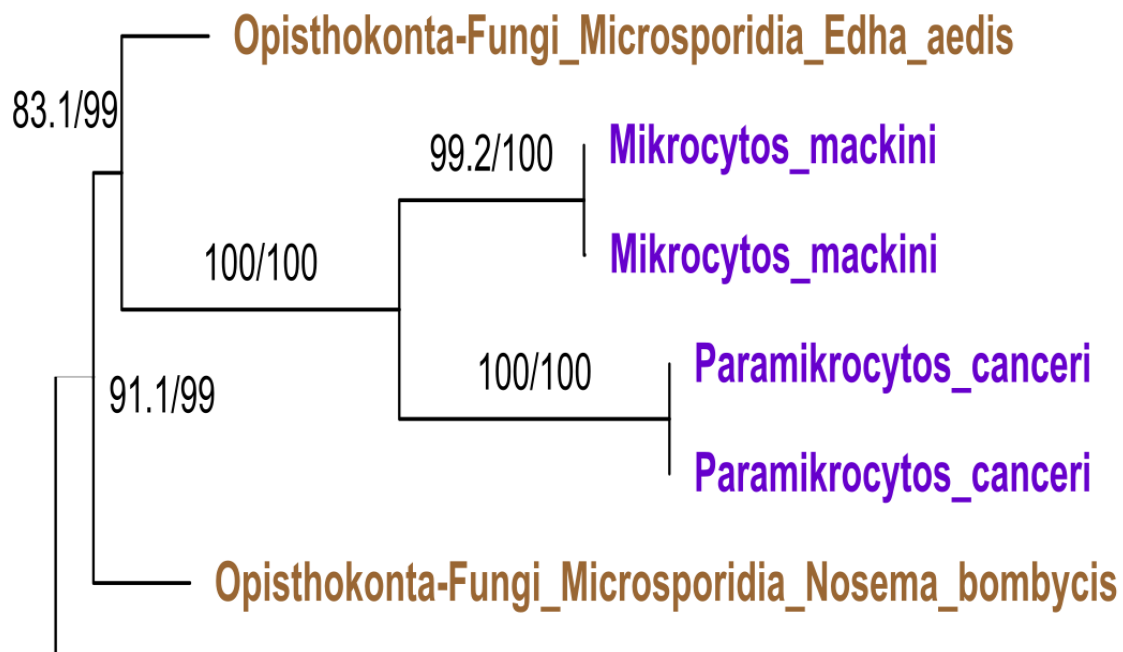 Opisthokonta-Fungi_Microsporidia_Edha_aedis
83.1/99
Mikrocytos_mackini
99.2/100
Mikrocytos_mackini
100/100
Paramikrocytos_canceri
100/100
91.1/99
Paramikrocytos_canceri
Opisthokonta-Fungi_Microsporidia_Nosema_bombycis